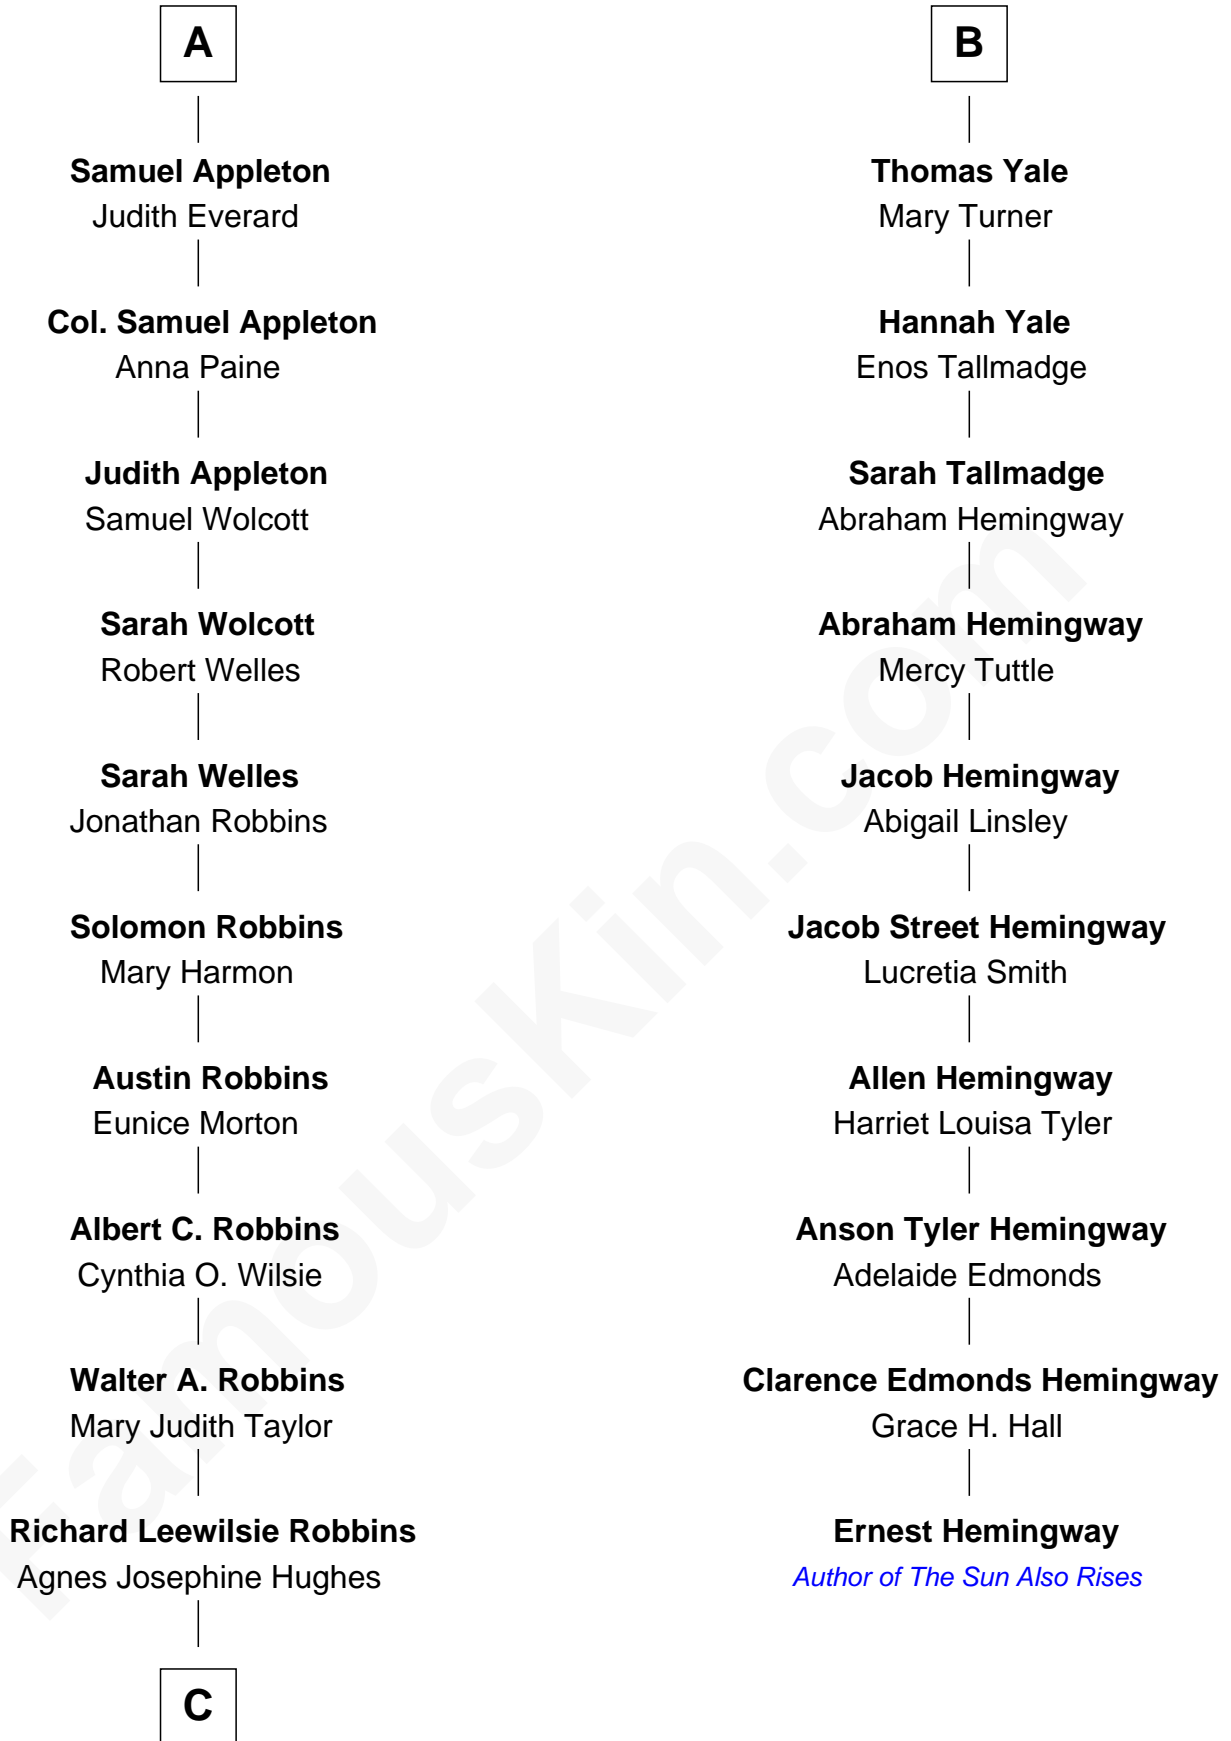 A
Samuel Appleton
Judith Everard
Col. Samuel Appleton
Anna Paine
Judith Appleton
Samuel Wolcott
Sarah Wolcott
Robert Welles
Sarah Welles
Jonathan Robbins
Solomon Robbins
Mary Harmon
Austin Robbins
Eunice Morton
Albert C. Robbins
Cynthia O. Wilsie
Walter A. Robbins
Mary Judith Taylor
Richard Leewilsie Robbins
Agnes Josephine Hughes
C
B
Thomas Yale
Mary Turner
Hannah Yale
Enos Tallmadge
Sarah Tallmadge
Abraham Hemingway
Abraham Hemingway
Mercy Tuttle
Jacob Hemingway
Abigail Linsley
Jacob Street Hemingway
Lucretia Smith
Allen Hemingway
Harriet Louisa Tyler
Anson Tyler Hemingway
Adelaide Edmonds
Clarence Edmonds Hemingway
Grace H. Hall
Ernest Hemingway
Author of The Sun Also Rises
FamousKin.com